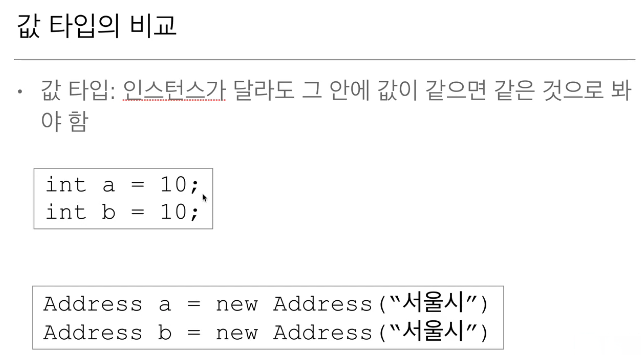 값 타입의 비교
• 값 타입: 인스턴스가 달라도 그 안에 값이 같으면 같은 것으로 봐
야 함
int a = 10;
int b = 10;
Address a = new Address(“서울시”)
Address b = new Address(“서울시”)